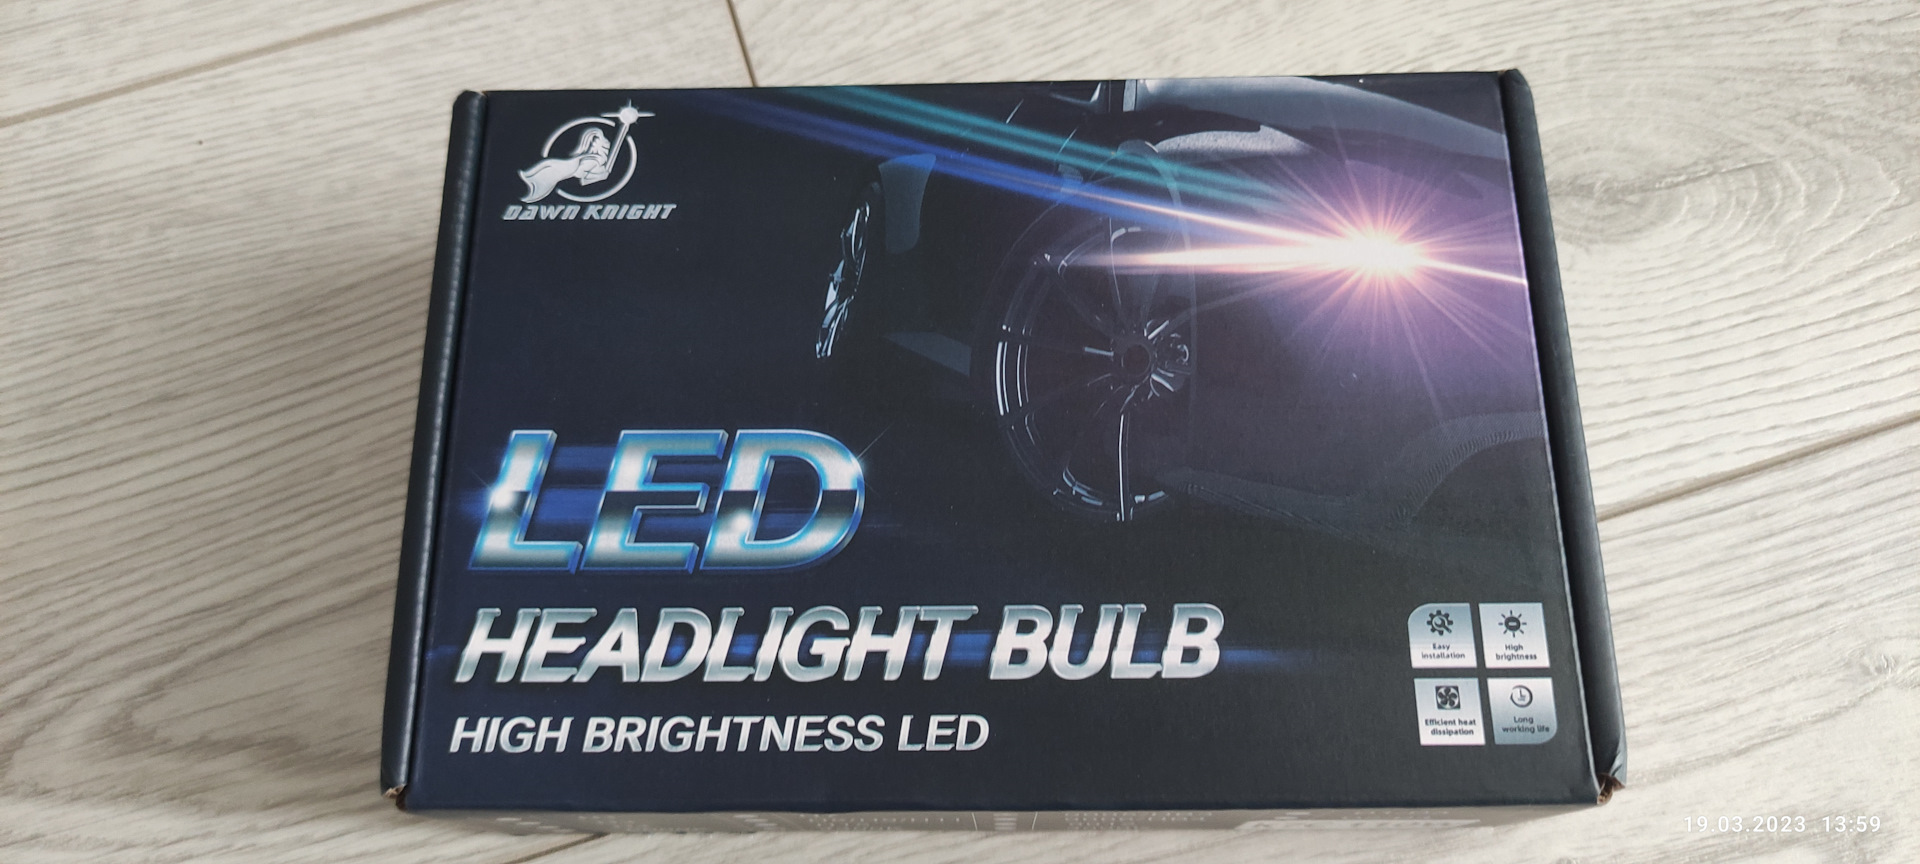 DAWN KNIGHT
LED
HEADLIGHT BULB
HIGH BRIGHTNESS LED
Easy
installation
High
brightness
Efficient heat
dissipation
Long
working life
19.03.2023 13:59